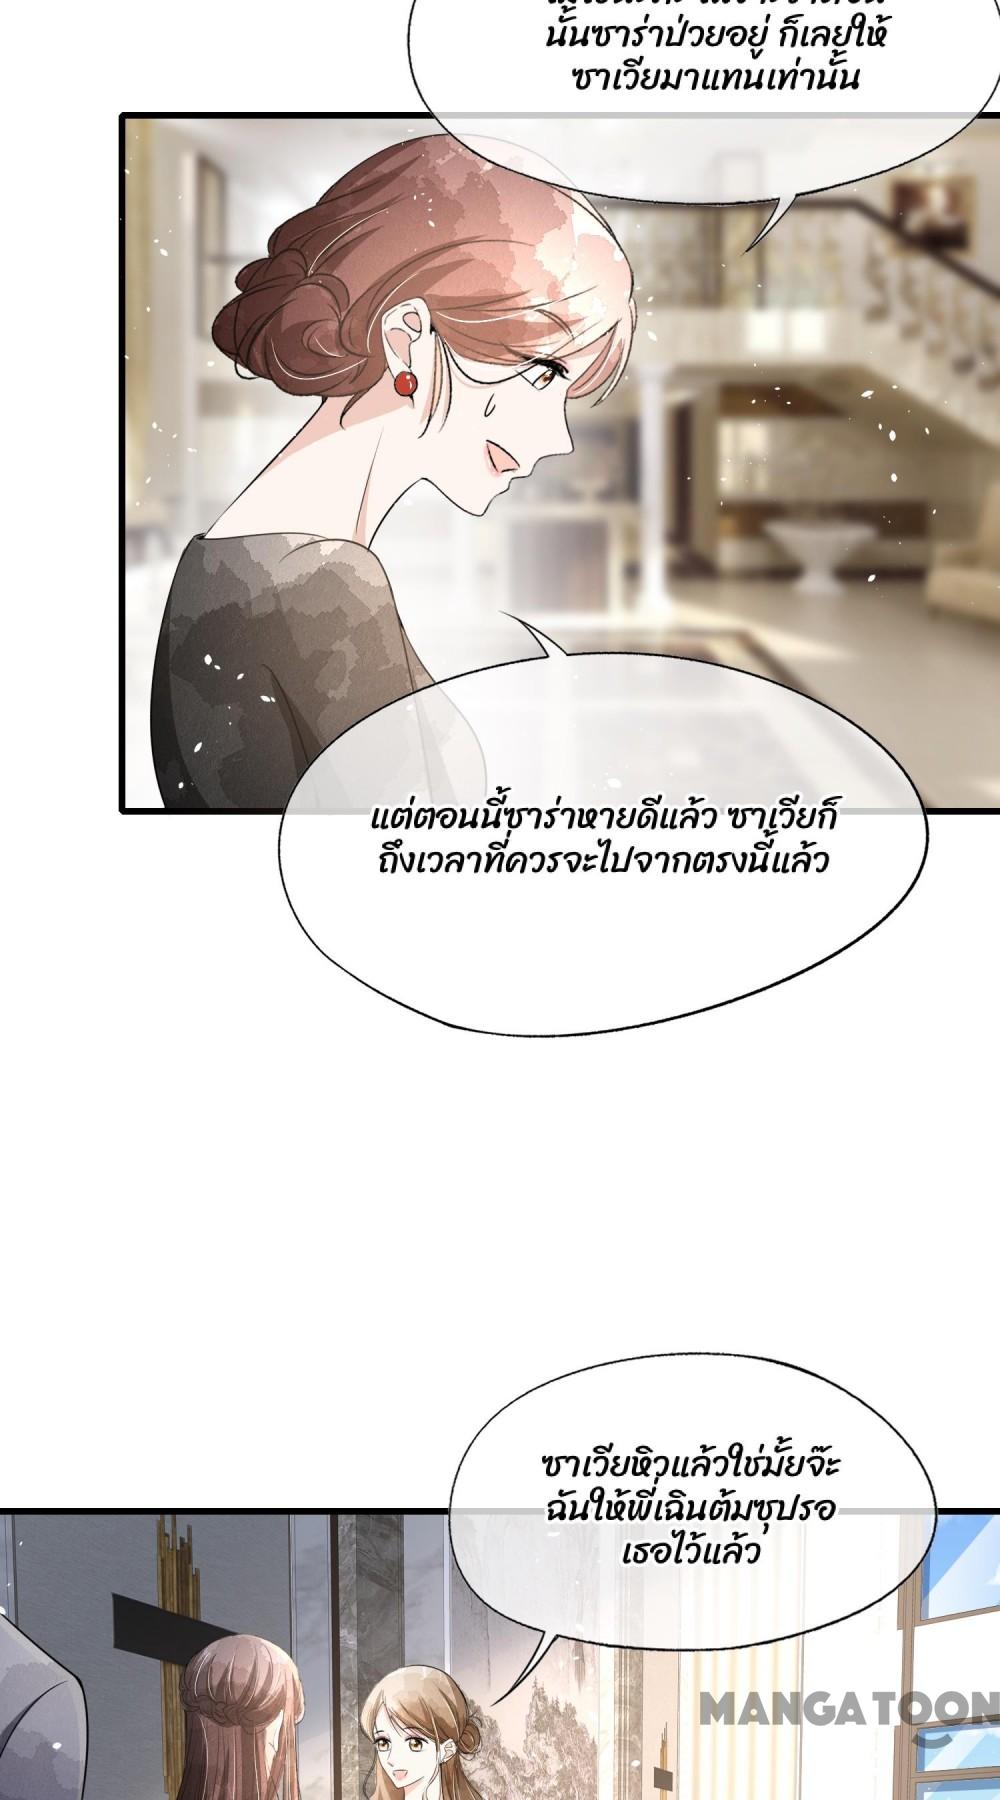 นั้นซาร่าป่วยอยู่ ก็เลยให้
ซาเวียมาแทนเท่านั้น
แต่ตอนนี้ซาร่าหายดีแล้ว ซาเวียก็
ถึงเวลาที่ควรจะไปจากตรงนี้แล้ว
ซาเวียหิวแล้วใช่มั้ยจ๊ะ
ฉันให้พี่เฉินต้มซุปรอ
เธอไว้แล้ว
MANGATOON